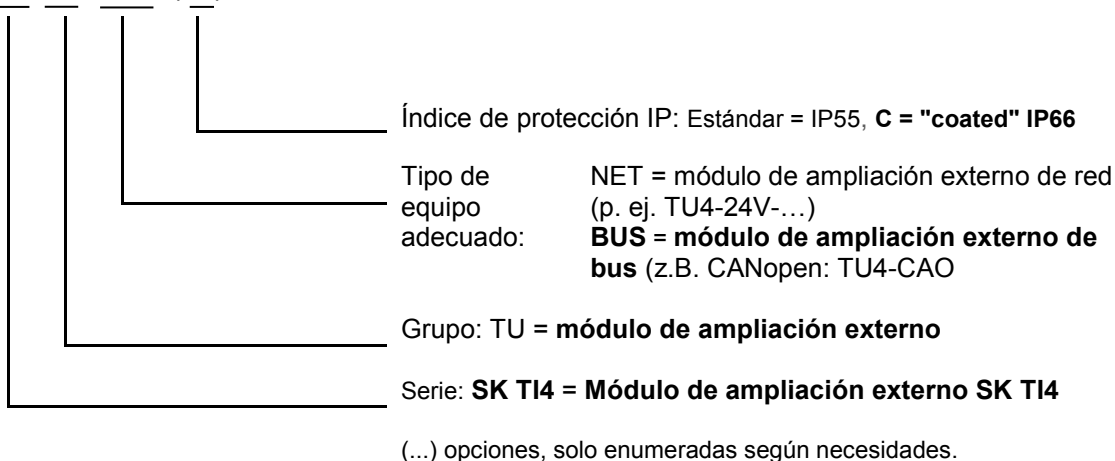 Índice de protección IP: Estándar = IP55, C = "coated" IP66
Tipo de equipo adecuado:
NET = módulo de ampliación externo de red
(p. ej. TU4-24V-…)
BUS = módulo de ampliación externo de
bus (z.B. CANopen: TU4-CAO
Grupo: TU = módulo de ampliación externo
Serie: SK TI4 = Módulo de ampliación externo SK TI4
(...) opciones, solo enumeradas según necesidades.